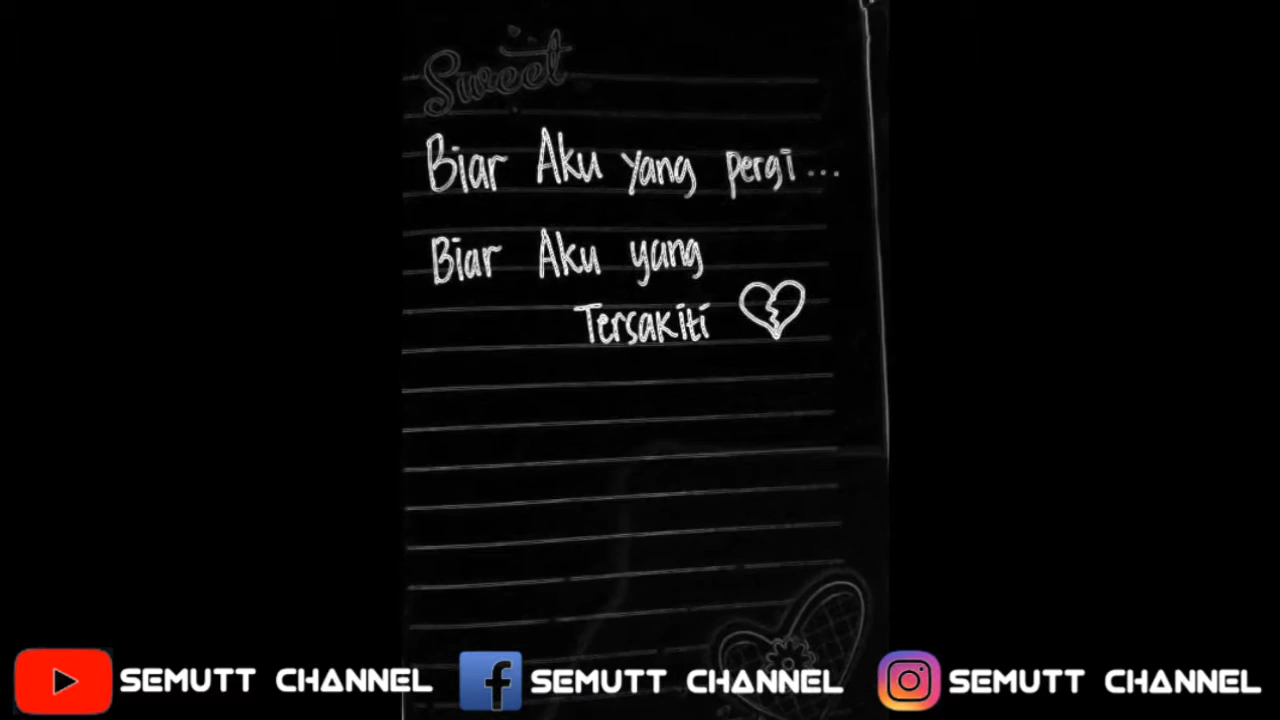 Sweet
Biar Aku yang pergi...
Biar Aku yang
Tersakiti
SEMUTT CHANNEL SEMUTT CHANNEL SEMUTT CHANNEL